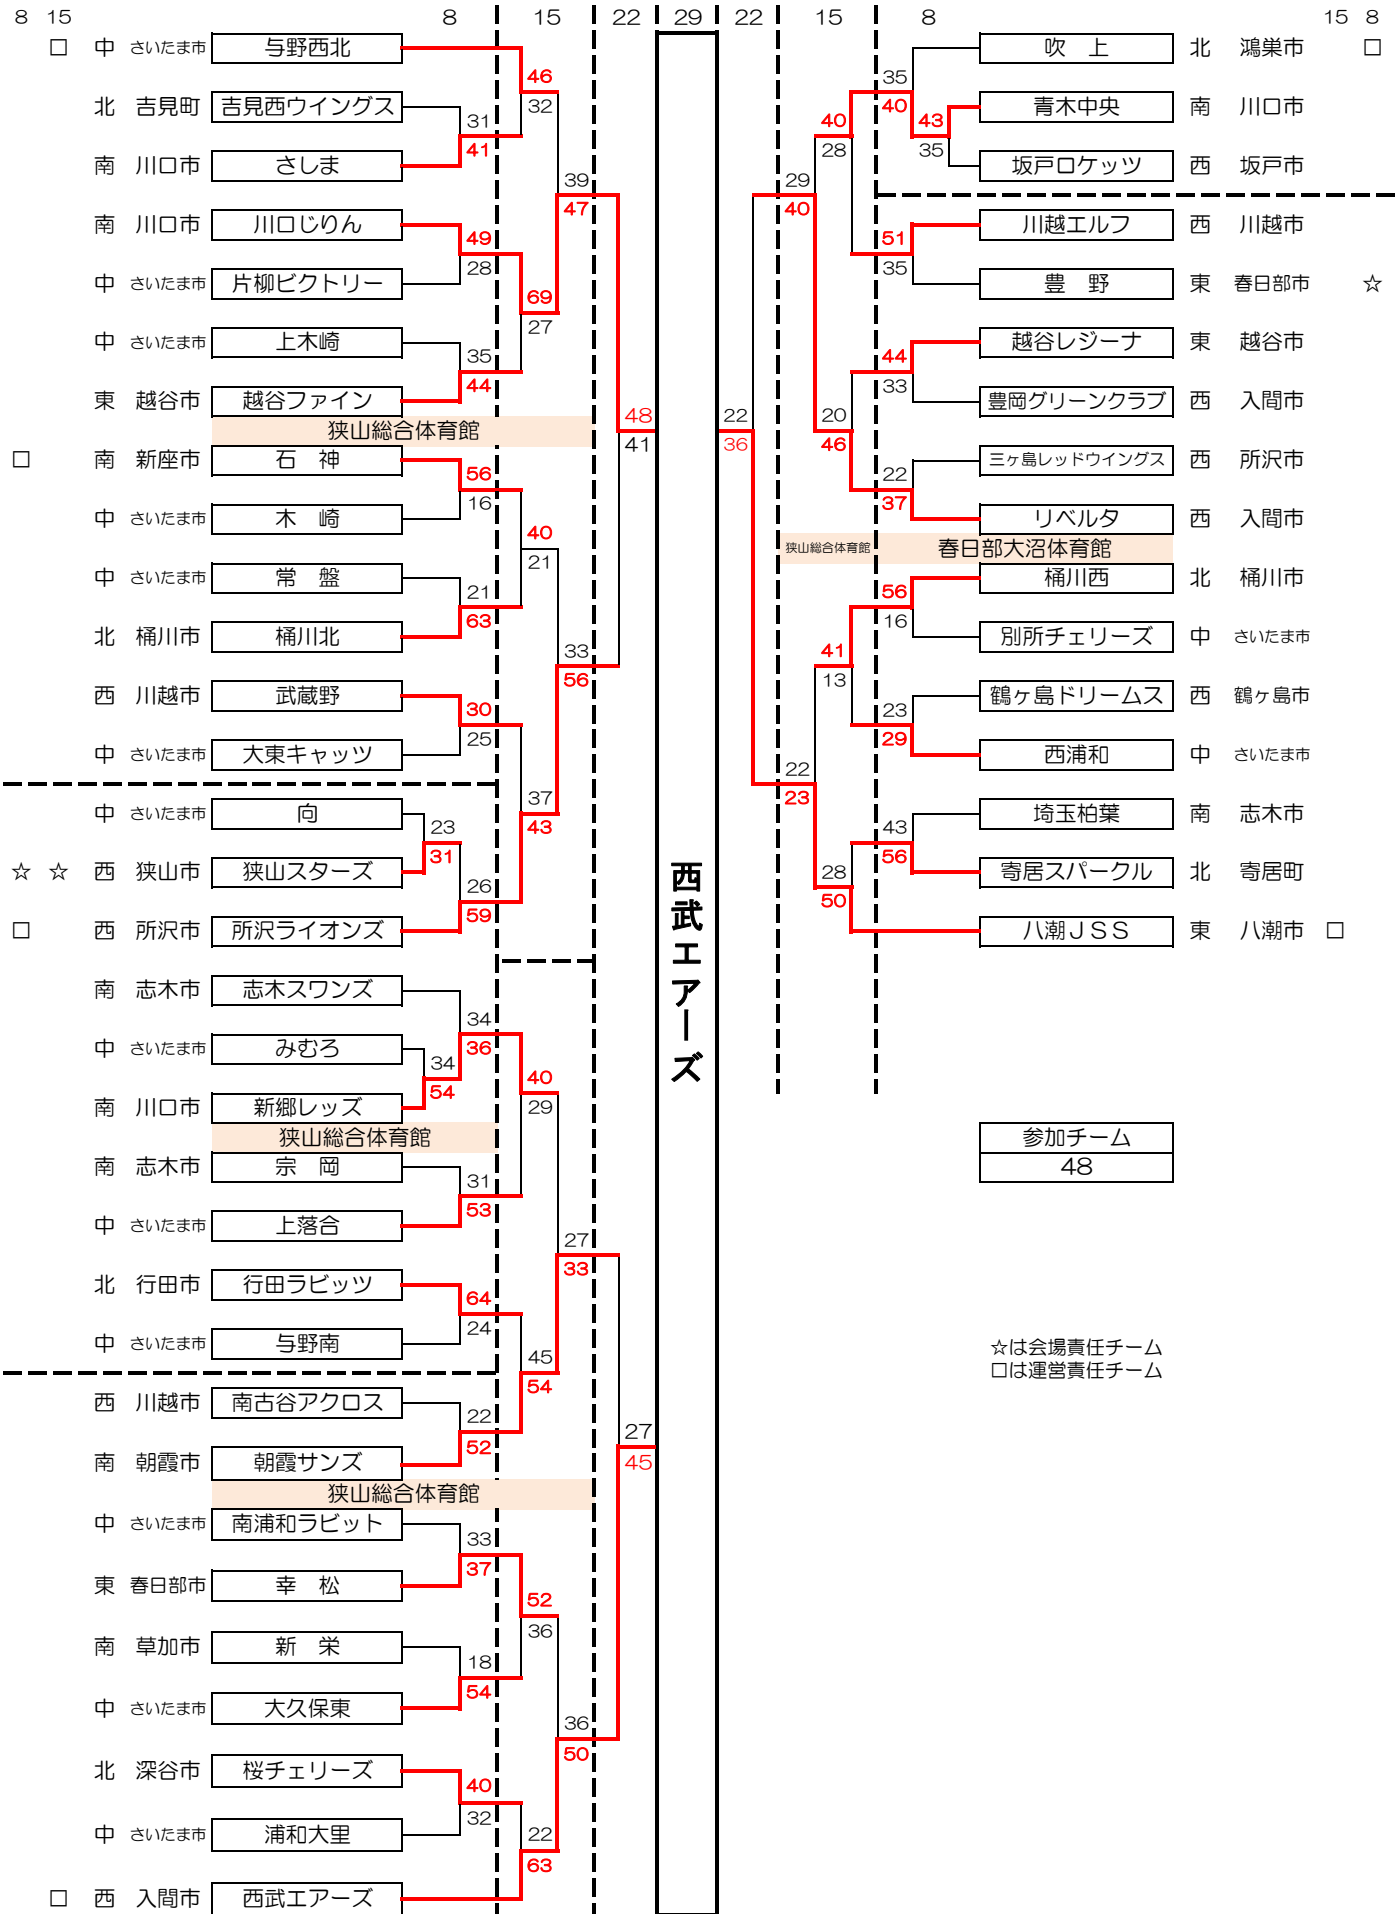 8 15 8 15 22 29 22 15 8 15 8
□ 中 さいたま市 与野西北
46
32
北 吉見町 吉見西ウイングス
31
41
南 川口市 さしま
39
47
南 川口市 川口じりん
49
28
中 さいたま市 片柳ビクトリー
69
27
中 さいたま市 上木崎
35
44
東 越谷市 越谷ファイン
48
41
狭山総合体育館
□ 南 新座市 石 神
56
16
中 さいたま市 木 崎
40
21
中 さいたま市 常 盤
21
63
北 桶川市 桶川北
33
56
西 川越市 武蔵野
30
25
中 さいたま市 大東キャッツ
37
43
中 さいたま市 向
23
31
☆ ☆ 西 狭山市 狭山スターズ
26
59
□ 西 所沢市 所沢ライオンズ
南 志木市 志木スワンズ
34
36
中 さいたま市 みむろ
34
54
40
29
南 川口市 新郷レッズ
狭山総合体育館
南 志木市 宗 岡
31
53
中 さいたま市 上落合
27
33
北 行田市 行田ラビッツ
64
24
中 さいたま市 与野南
45
54
西 川越市 南古谷アクロス
22
52
南 朝霞市 朝霞サンズ
27
45
狭山総合体育館
中 さいたま市 南浦和ラビット
33
37
東 春日部市 幸 松
52
36
南 草加市 新 栄
18
54
中 さいたま市 大久保東
36
50
北 深谷市 桜チェリーズ
40
32
中 さいたま市 浦和大里
22
63
□ 西 入間市 西武エアーズ
西武エアーズ
吹 上 北 鴻巣市 □
35
40
青木中央 南 川口市
43
35
40
28
坂戸ロケッツ 西 坂戸市
29
40
川越エルフ 西 川越市
51
35
豊 野 東 春日部市 ☆
越谷レジーナ 東 越谷市
44
33
豊岡グリーンクラブ 西 入間市
22
36
20
46
三ヶ島レッドウイングス 西 所沢市
22
37
リベルタ 西 入間市
狭山総合体育館 春日部大沼体育館
桶川西 北 桶川市
56
16
別所チェリーズ 中 さいたま市
41
13
鶴ヶ島ドリームス 西 鶴ヶ島市
23
29
西浦和 中 さいたま市
22
23
埼玉柏葉 南 志木市
43
56
寄居スパークル 北 寄居町
28
50
八潮JSS 東 八潮市 □
参加チーム
48
☆は会場責任チーム
□は運営責任チーム